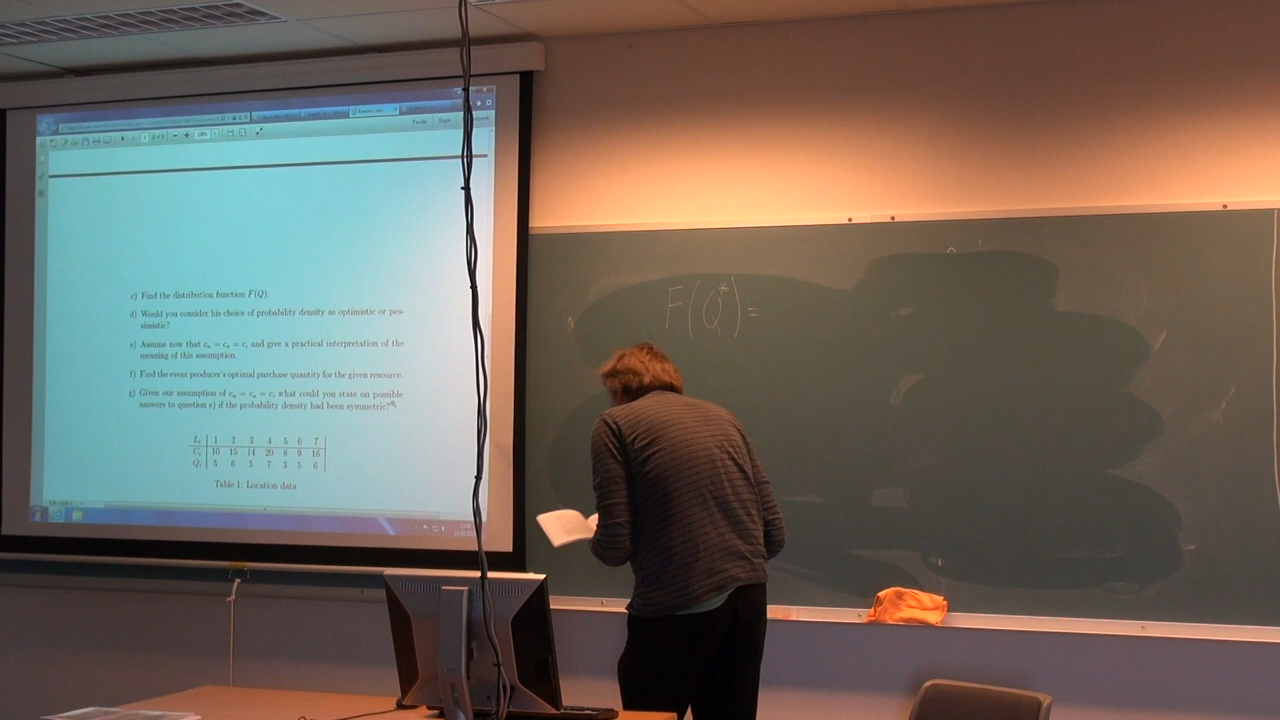 Tools Sign
c) Find the distribution function F(Q).
d) Would you consider his choice of probability density as optimistic or pes-
simistic?
e) Assume now that cᵤ = cₒ = c, and give a practical interpretation of the
meaning of this assumption.
f) Find the event producer's optimal purchase quantity for the given resource.
g) Given our assumption of cᵤ = cₒ = c, what could you state on possible
answers to question e) if the probability density had been symmetric?
Lᵢ 1 2 3 4 5 6 7
Cᵢ 10 15 14 20 8 9 16
Qᵢ 5 6 5 7 3 5 6
Table 1: Location data
F(Q*)=